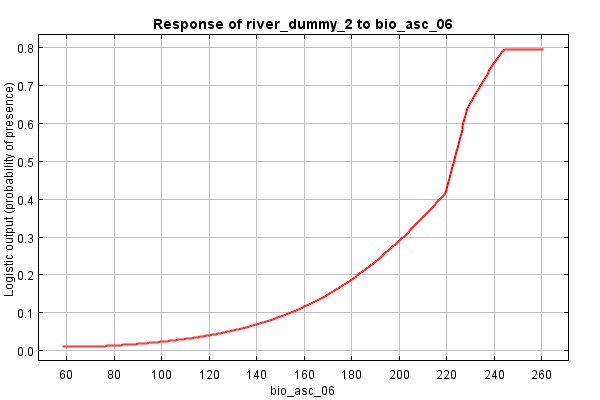 Response of river_dummy_2 to bio_asc_06
Logistic output (probability of presence)
0.8
0.7
0.6
0.5
0.4
0.3
0.2
0.1
0.0
60 80 100 120 140 160 180 200 220 240 260
bio_asc_06